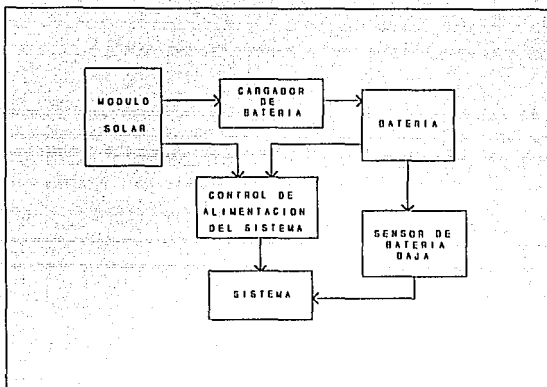 MODULO
SOLAR
CARGADOR
DE
BATERIA
BATERIA
CONTROL DE
ALIMENTACION
DEL SISTEMA
SENSOR DE
BATERIA
BAJA
SISTEMA